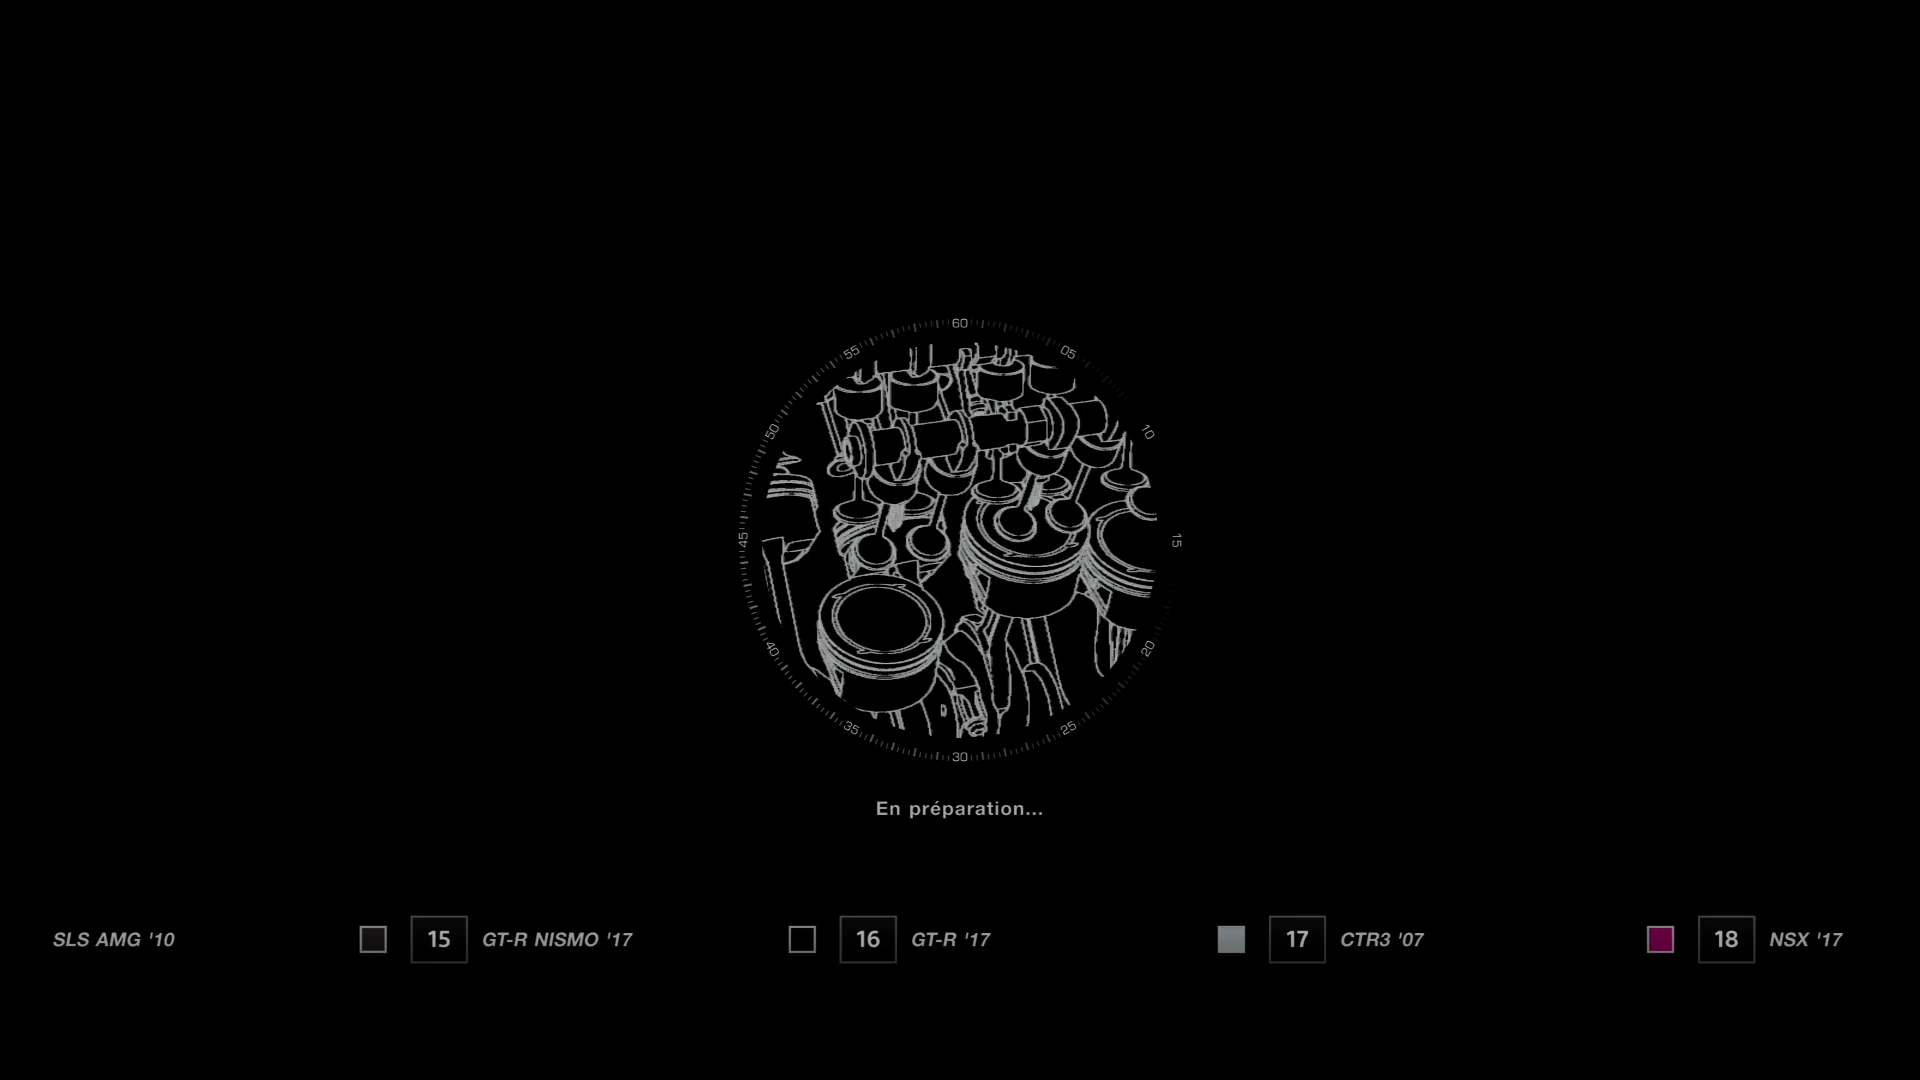 60
55
05
50
10
45
15
40
20
35
25
30
En préparation...
SLS AMG '10
15 GT-R NISMO '17
16 GT-R '17
17 CTR3 '07
18 NSX '17